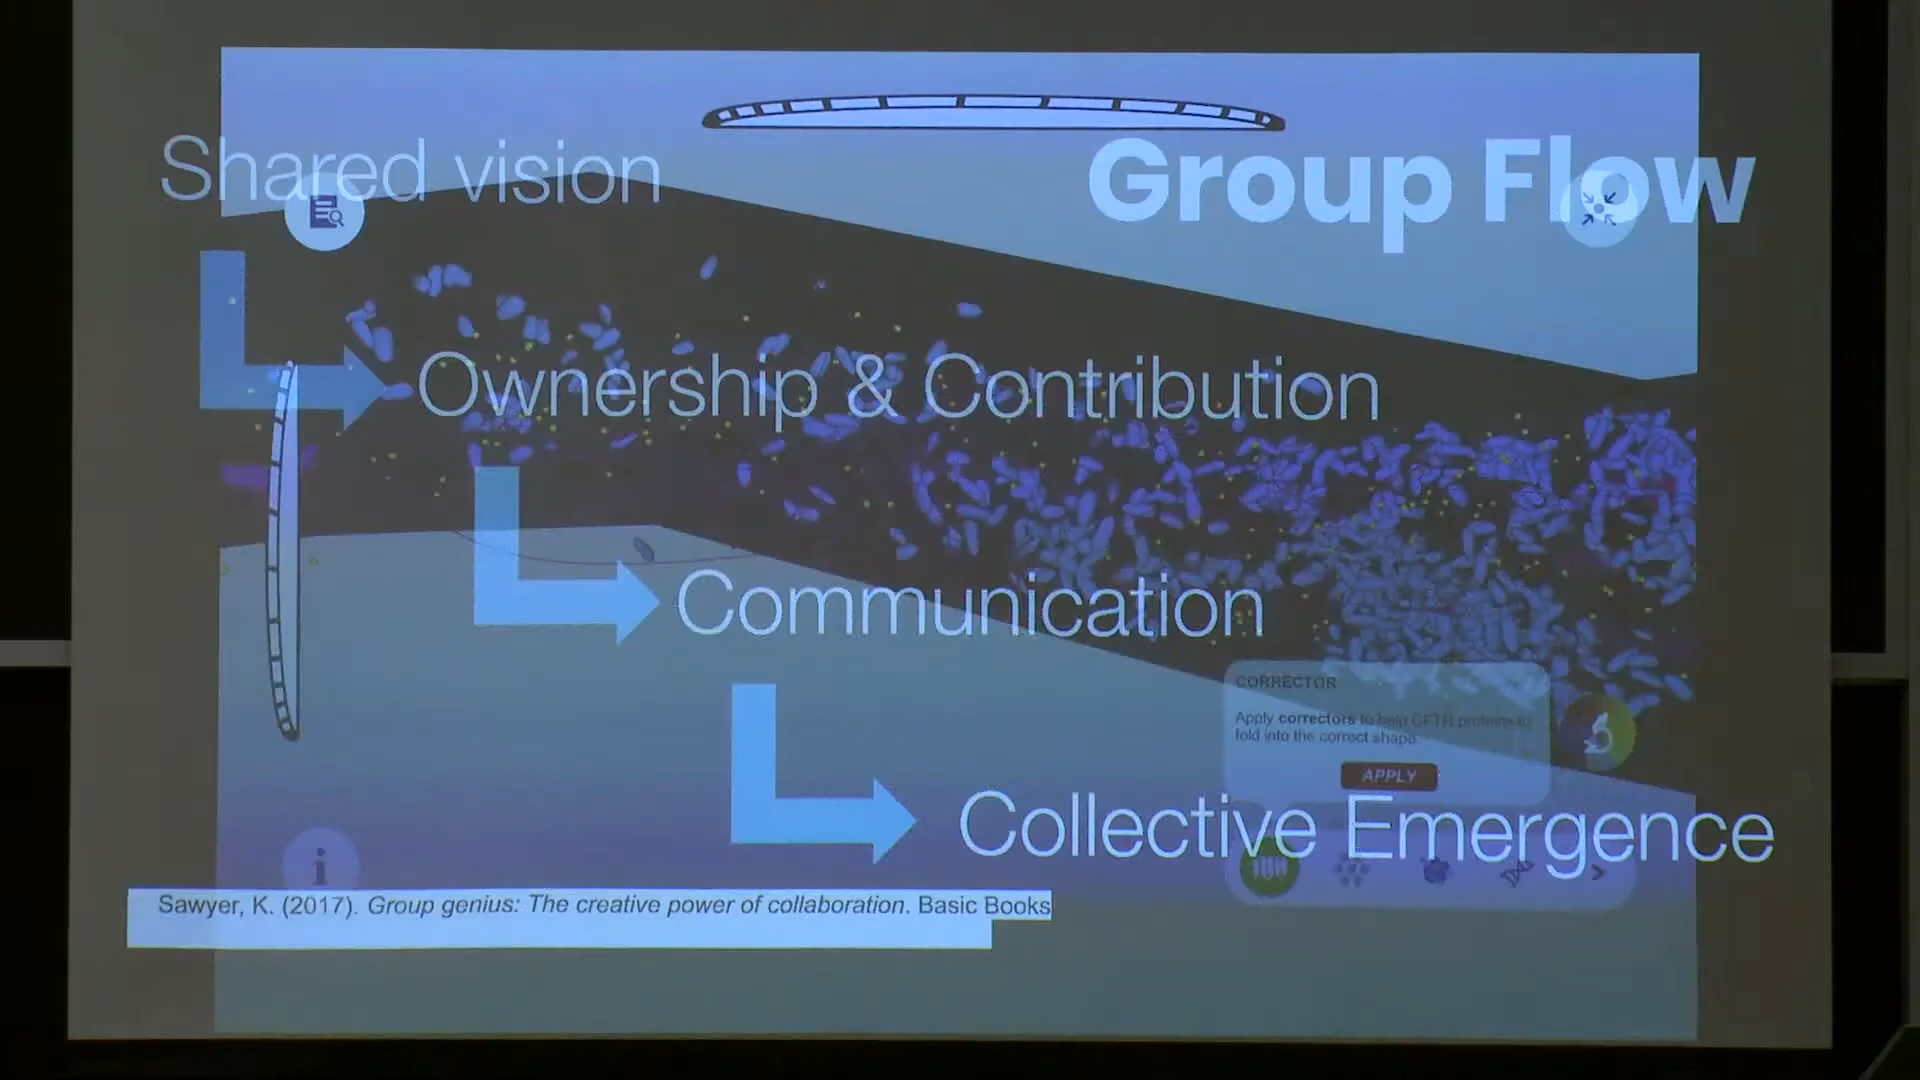 Shared vision
Group Flow
Ownership & Contribution
Communication
CORRECTOR
Apply correctors to help CFTR proteins to
fold into the correct shape.
APPLY
Collective Emergence
i
Sawyer, K. (2017). Group genius: The creative power of collaboration. Basic Books